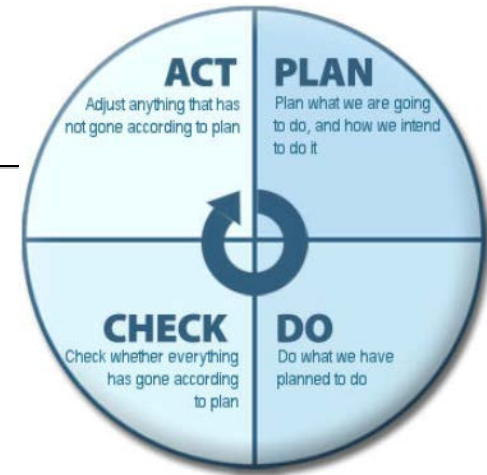 ACT
Adjust anything that has
not gone according to plan
PLAN
Plan what we are going
to do, and how we intend
to do it
CHECK
Check whether everything
has gone according
to plan
DO
Do what we have
planned to do